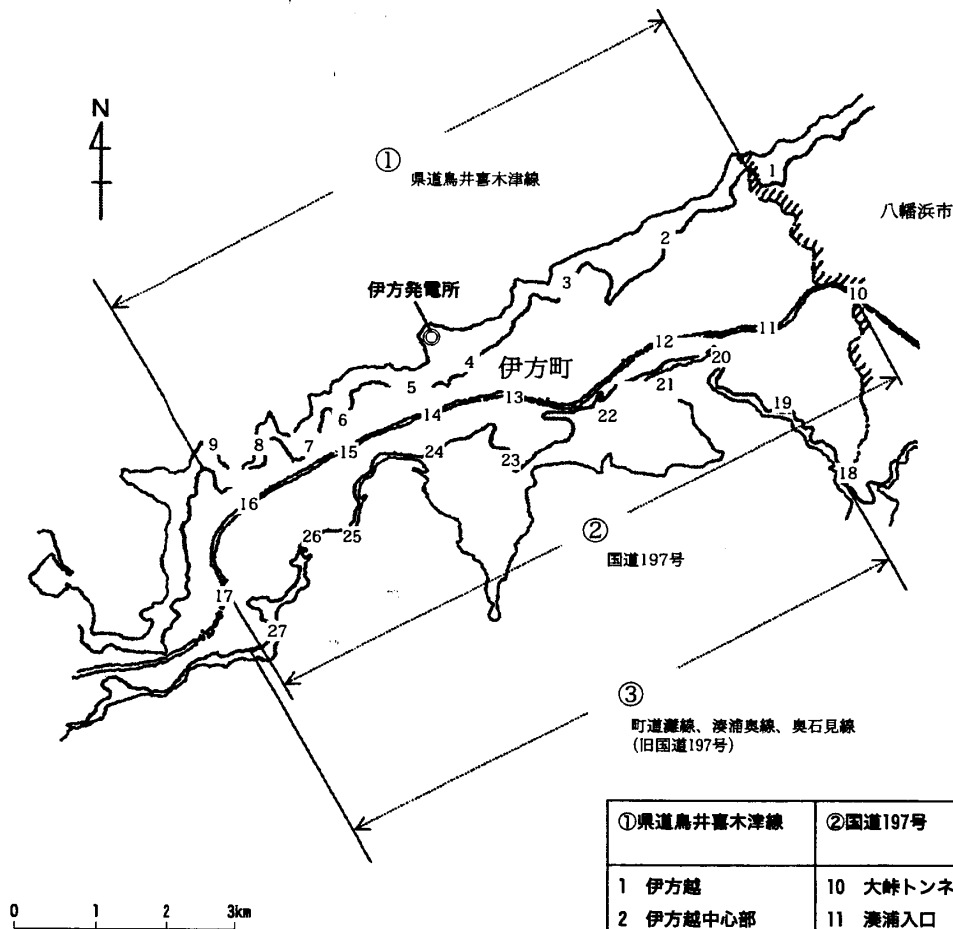 N
①
県道鳥井喜木津線
1
八幡浜市
2
3
伊方発電所
10
11
12
4
伊方町
5
13
20
21
14
22
19
6
9
8
7
15
24
23
18
16
26
25
②
国道197号
17
27
③
町道灘線、湊浦奥線、奥石見線
(旧国道197号)
①県道鳥井喜木津線
②国道197号
1 伊方越
10 大峠トンネ
2 伊方越中心部
11 湊浦入口
0 1 2 3km